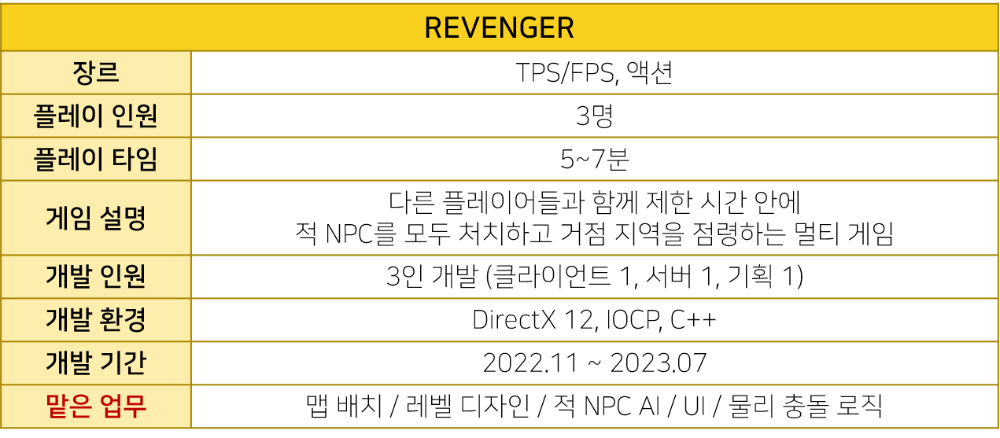 REVENGER
장르
TPS/FPS, 액션
플레이 인원
3명
플레이 타임
5~7분
게임 설명
다른 플레이어들과 함께 제한 시간 안에
적 NPC를 모두 처치하고 거점 지역을 점령하는 멀티 게임
개발 인원
3인 개발 (클라이언트 1, 서버 1, 기획 1)
개발 환경
DirectX 12, IOCP, C++
개발 기간
2022.11 ~ 2023.07
맡은 업무
맵 배치 / 레벨 디자인 / 적 NPC AI / UI / 물리 충돌 로직